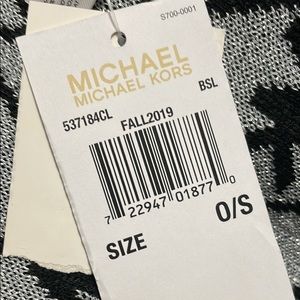 S700-0001
MICHAEL
MICHAEL KORS
537184CL BSL
FALL2019
7 22947 01877 0
SIZE O/S